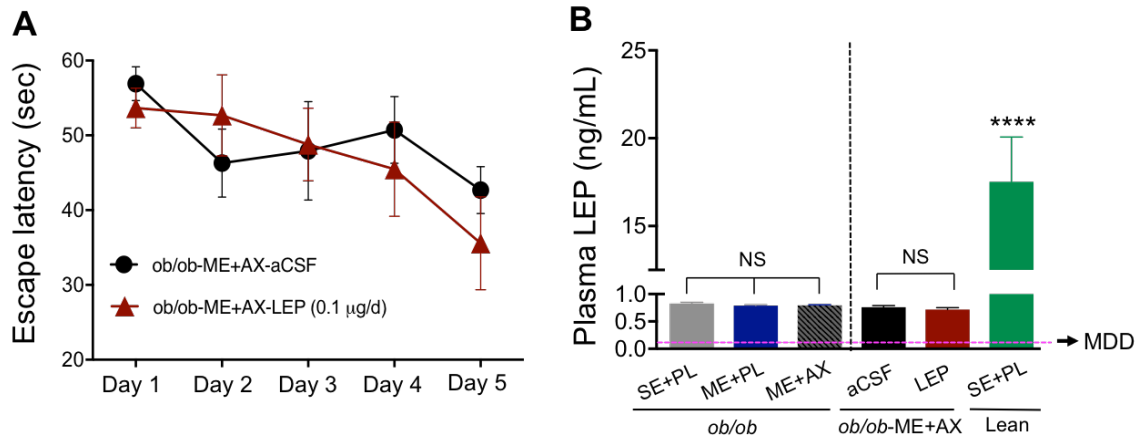 A
Escape latency (sec)
60
50
40
30
20
ob/ob-ME+AX-aCSF
ob/ob-ME+AX-LEP (0.1 μg/d)
Day 1 Day 2 Day 3 Day 4 Day 5
B
Plasma LEP (ng/mL)
25
20
15
1.0
0.5
0.0
NS
NS
****
MDD
SE+PL ME+PL ME+AX aCSF LEP SE+PL
ob/ob ob/ob-ME+AX Lean